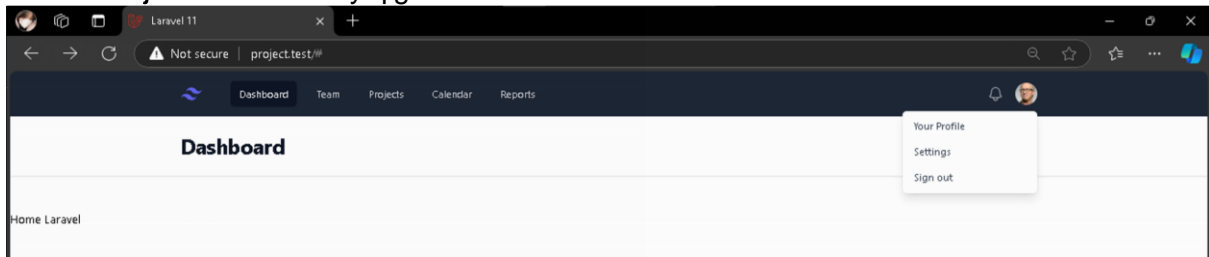 Laravel 11
Not secure | project.test/#
Dashboard Team Projects Calendar Reports
Your Profile
Dashboard
Settings
Sign out
Home Laravel